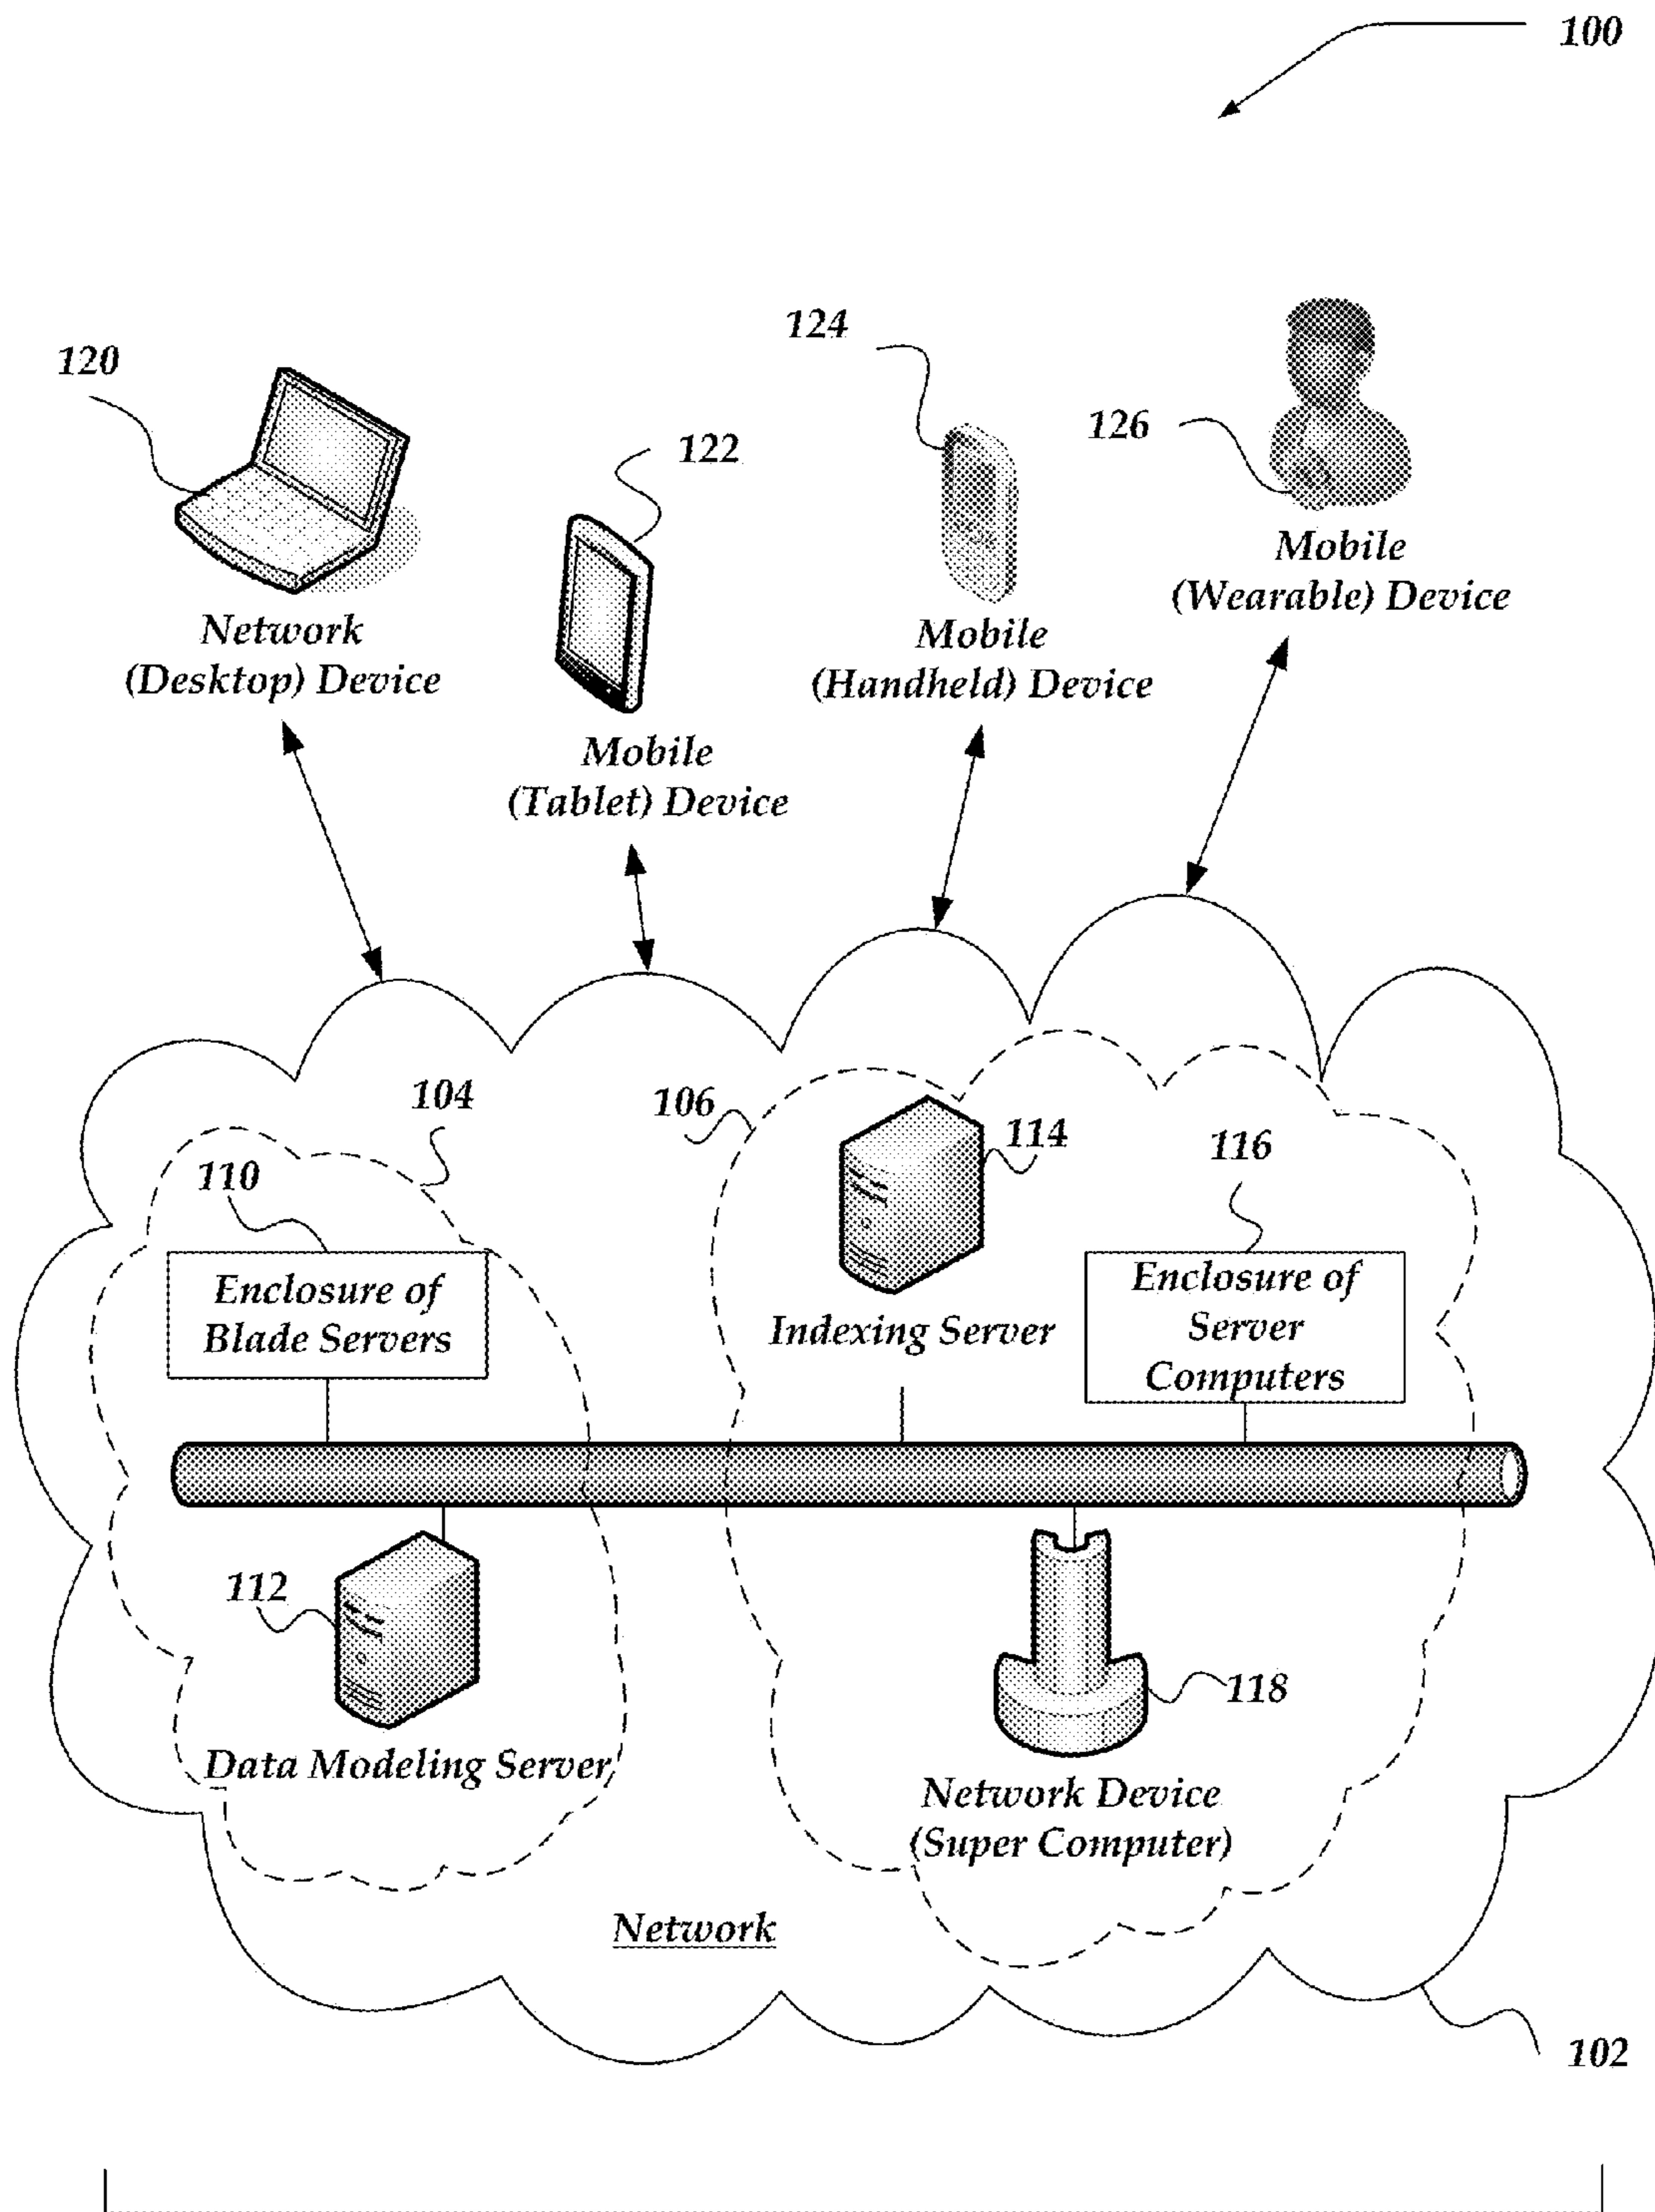 100
124
120
126
122
Mobile
(Wearable) Device
Network
(Desktop) Device
Mobile
(Handheld) Device
Mobile
(Tablet) Device
104
106
114
116
110
Enclosure of
Blade Servers
Indexing Server
Enclosure of
Server
Computers
112
118
Data Modeling Server
Network Device
(Super Computer)
Network
102